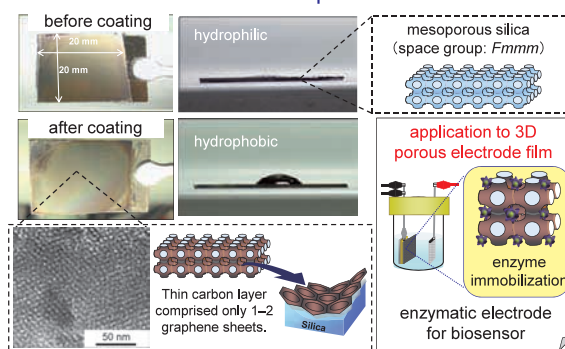 before coating
20 mm
20 mm
hydrophilic
mesoporous silica
(space group: Fmmm)
after coating
hydrophobic
application to 3D
porous electrode film
enzyme
immobilization
enzymatic electrode
for biosensor
Thin carbon layer
comprised only 1–2
graphene sheets.
Silica
50 nm